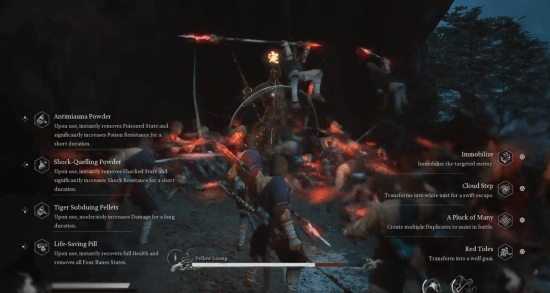 Antimiasma Powder
Upon use, instantly removes Poisoned State and
significantly increases Poison Resistance for a
short duration.
Shock-Quelling Powder
Upon use, instantly removes Shocked State and
significantly increases Shock Resistance for a short
duration.
Tiger Subduing Pellets
Upon use, moderately increases Damage for a long
duration.
Life-Saving Pill
Upon use, instantly recovers full Health and
removes all Four Banes States.
Immobilize
Immobilize the targeted enemy.
Cloud Step
Transforms into white mist for a swift escape.
A Pluck of Many
Create multiple Duplicates to assist in battle.
Red Tides
Transform into a wolf guai.
Yellow Loong